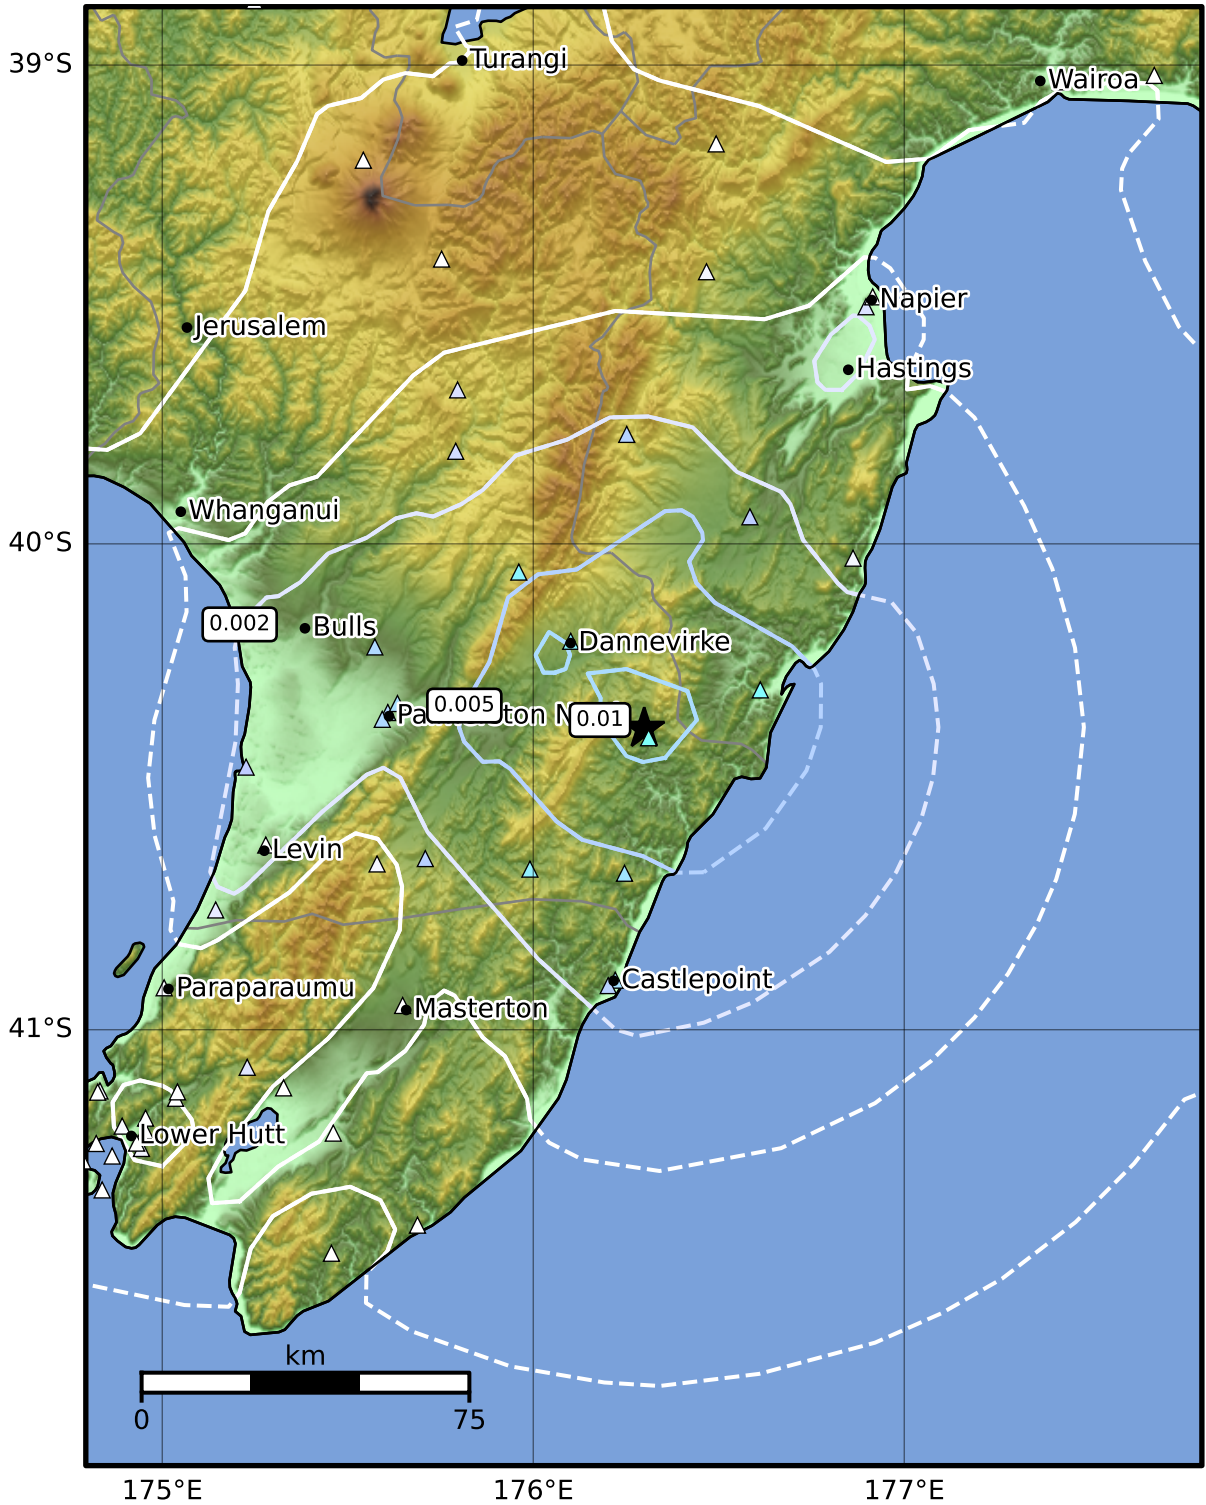 39°S
Turangi
Wairoa
Napier
Jerusalem
Hastings
Whanganui
40°S
0.002
Bulls
Dannevirke
0.005
0.01
Levin
Castlepoint
Paraparaumu
Masterton
41°S
Lower Hutt
km
0
75
175°E
176°E
177°E